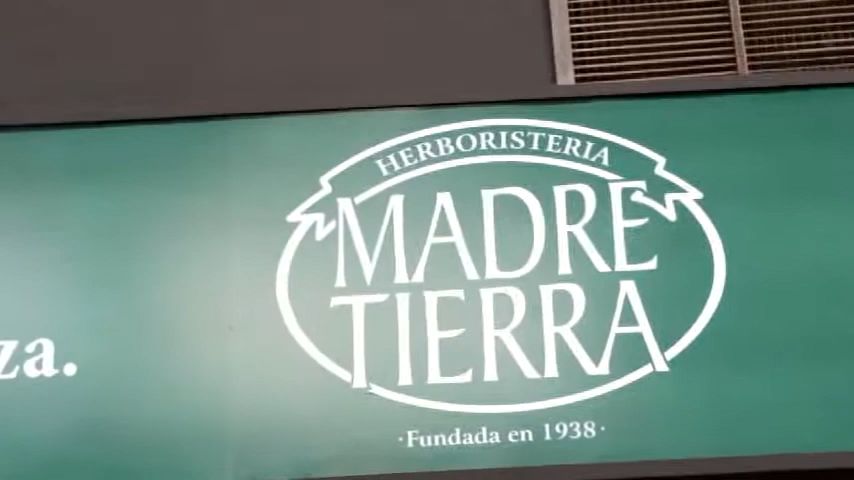 HERBORISTERIA
MADRE
TIERRA
·Fundada en 1938·
za.